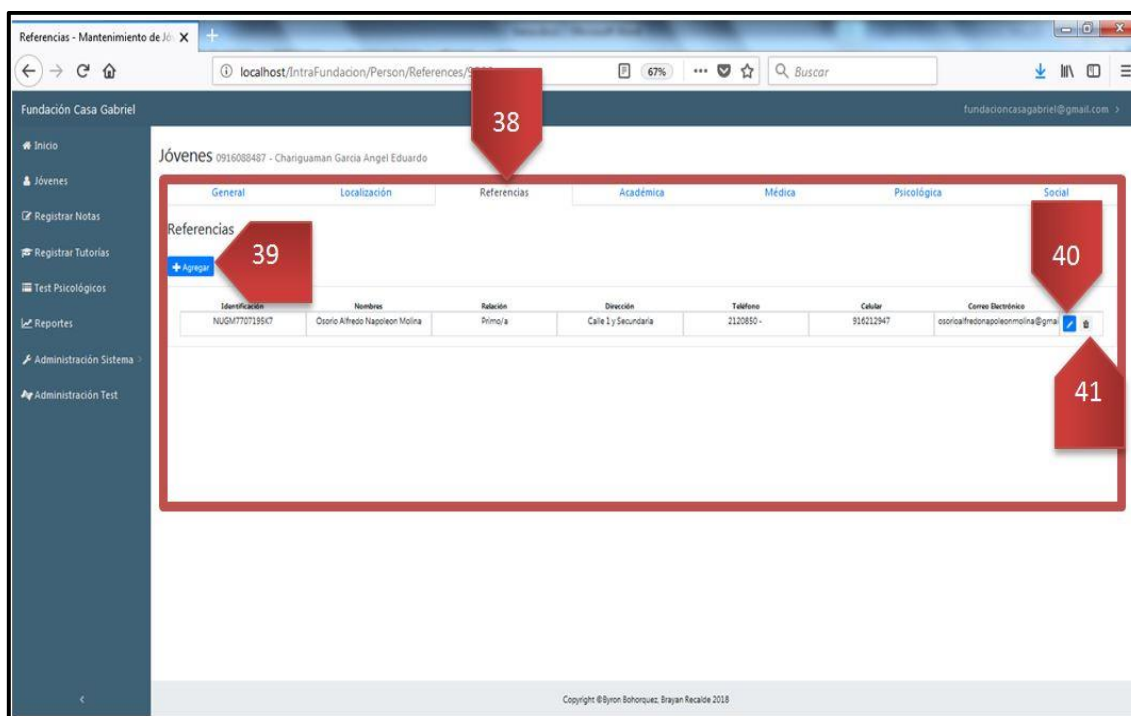 Referencias - Mantenimiento de Jó
localhost/IntraFundacion/Person/References/
67%
Buscar
Fundación Casa Gabriel
fundacioncasagabriel@gmail.com
38
Inicio
Jóvenes 0916088487 - Chariguaman Garcia Angel Eduardo
Jóvenes
General Localización Referencias Académica Médica Psicológica Social
Registrar Notas
Referencias
Registrar Tutorías
39
40
Agregar
Test Psicológicos
Identificación Nombres Relación Dirección Teléfono Celular Correo Electrónico
NUGM7707195K7 Osorio Alfredo Napoleon Molina Primo/a Calle 1 y Secundaria 2120850 - 916212947 osorioalfredonapoleonmolina@gmai
Reportes
Administración Sistema
41
Administración Test
Copyright ©Byron Bohorquez, Brayan Recalde 2018